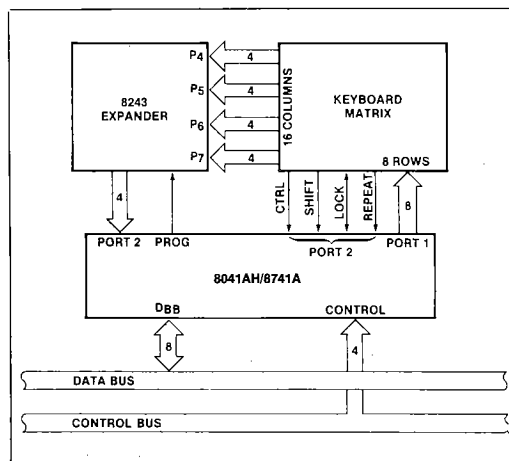 8243
EXPANDER
P4
P5
P6
P7
4
4
4
4
16 COLUMNS
KEYBOARD
MATRIX
8 ROWS
4
CTRL
SHIFT
LOCK
REPEAT
8
PORT 2
PROG
PORT 2
PORT 1
8041AH/8741A
DBB
CONTROL
8
4
DATA BUS
CONTROL BUS